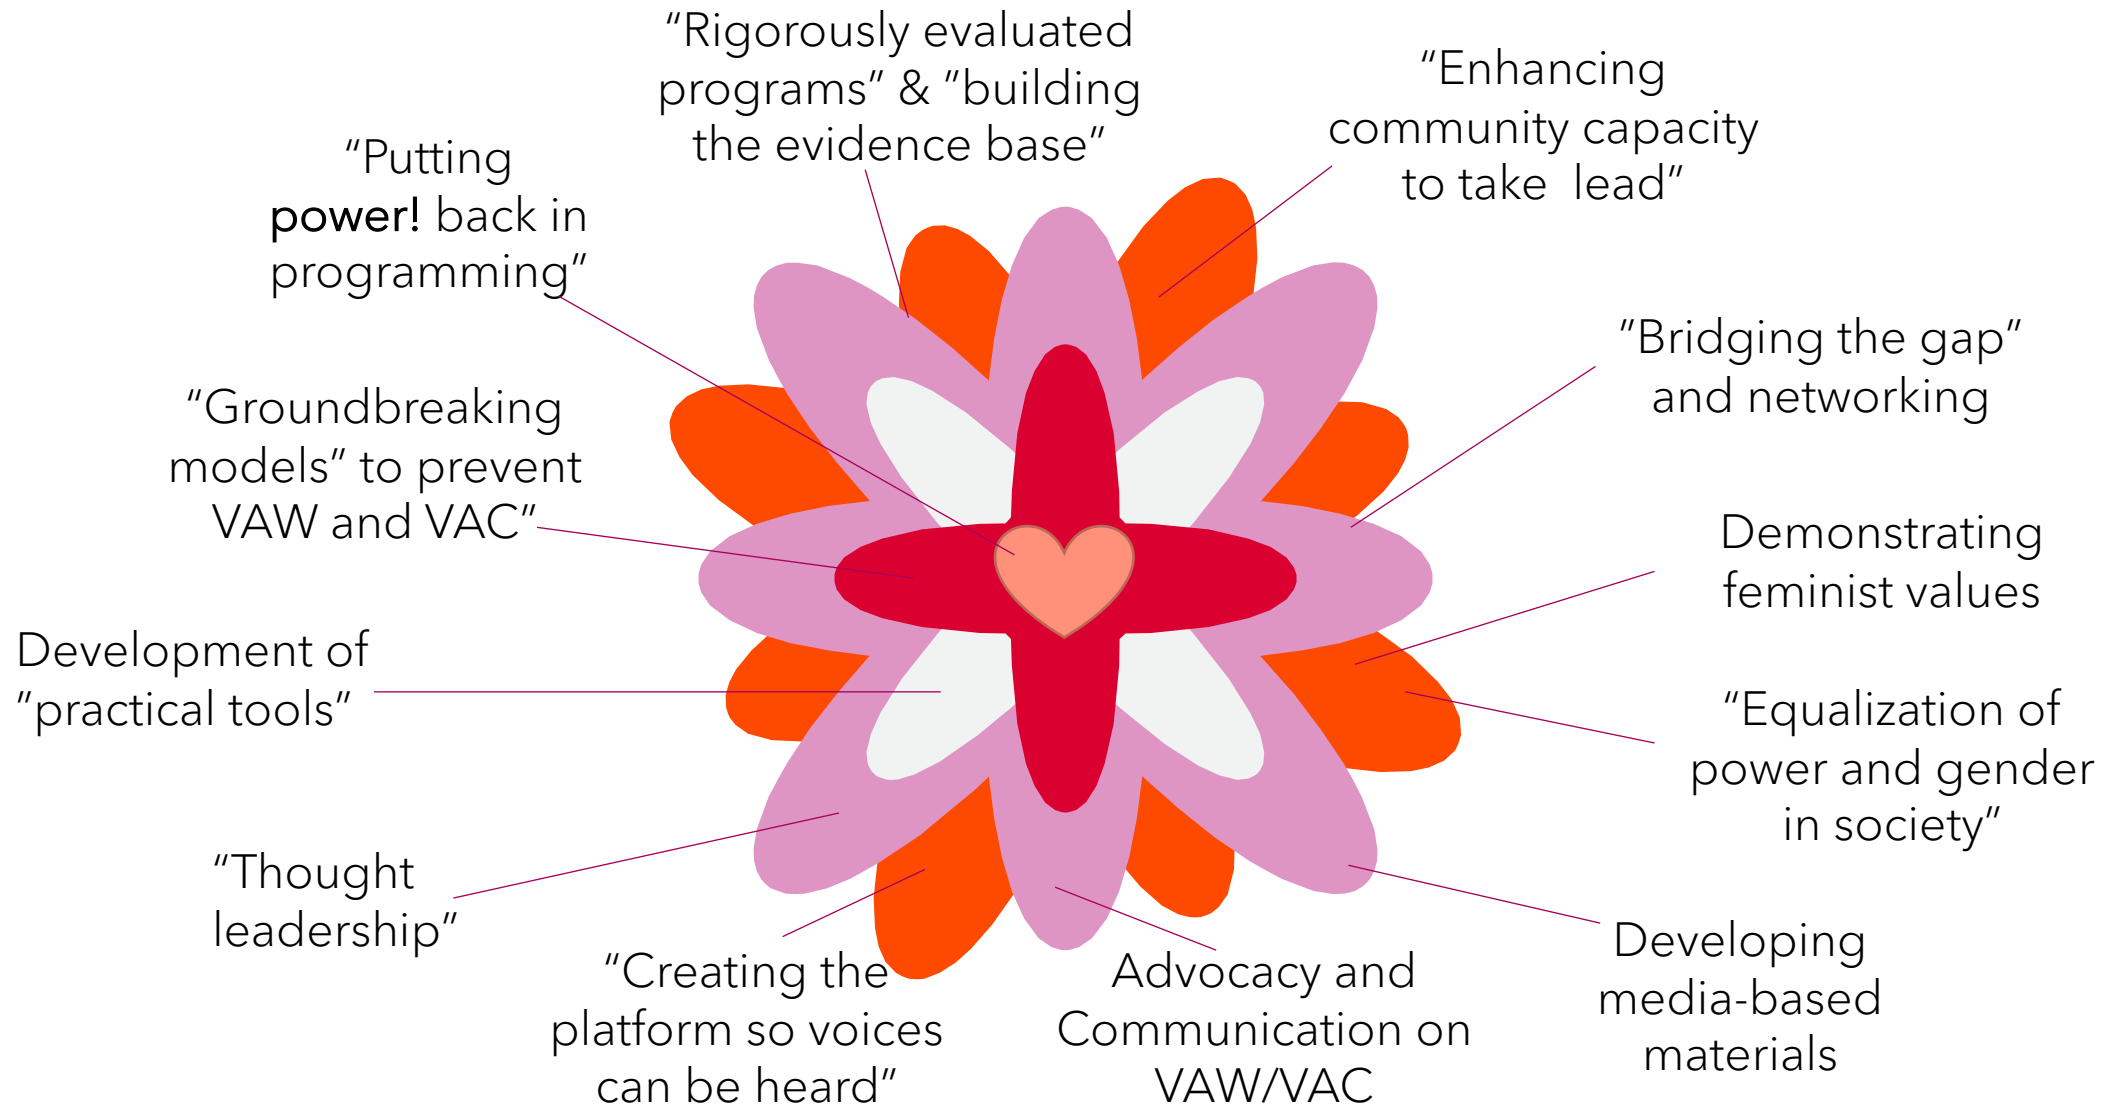 “Rigorously evaluated
programs” & ”building
the evidence base”
“Enhancing
community capacity
to take  lead”
“Putting
power! back in
programming”
”Bridging the gap”
and networking
“Groundbreaking
models” to prevent
VAW and VAC”
Demonstrating
feminist values
Development of
”practical tools”
“Equalization of
power and gender
in society”
“Thought
leadership”
Developing
media-based
materials
“Creating the
platform so voices
can be heard”
Advocacy and
Communication on
VAW/VAC